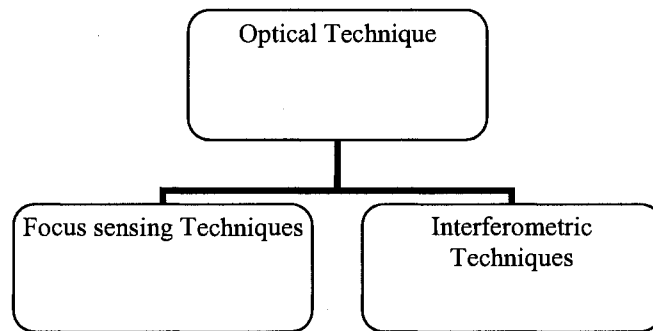 Optical Technique
Focus sensing Techniques
Interferometric
Techniques